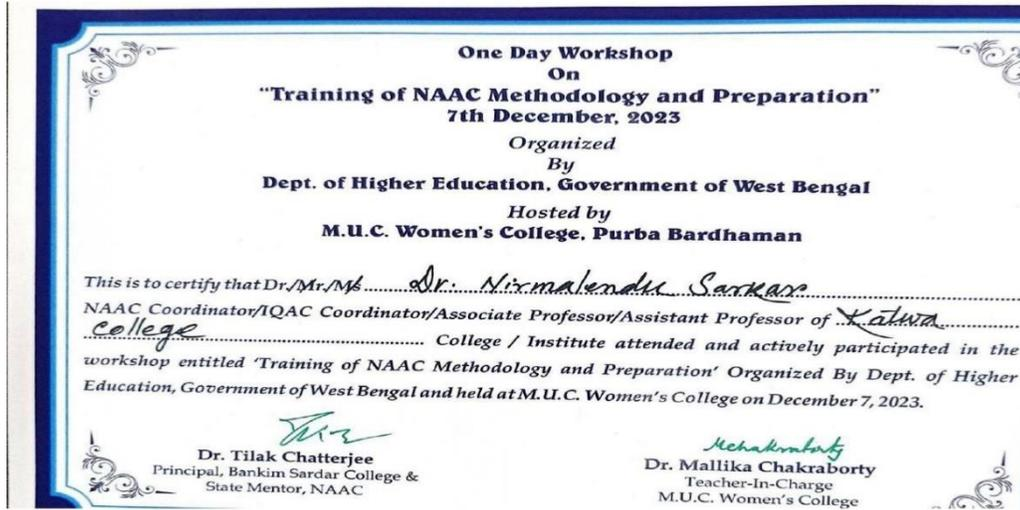 One Day Workshop
On
"Training of NAAC Methodology and Preparation"
7th December, 2023
Organized
By
Dept. of Higher Education, Government of West Bengal
Hosted by
M.U.C. Women's College, Purba Bardhaman
This is to certify that Dr./Mr./Ms. Dr. Nirmalendu Sarkar
NAAC Coordinator/IQAC Coordinator/Associate Professor/Assistant Professor of Katwa
College College / Institute attended and actively participated in the
workshop entitled 'Training of NAAC Methodology and Preparation' Organized By Dept. of Higher
Education, Government of West Bengal and held at M.U.C. Women's College on December 7, 2023.
MChakraborty
Dr. Tilak Chatterjee
Principal, Bankim Sardar College &
State Mentor, NAAC
Dr. Mallika Chakraborty
Teacher-In-Charge
M.U.C. Women's College